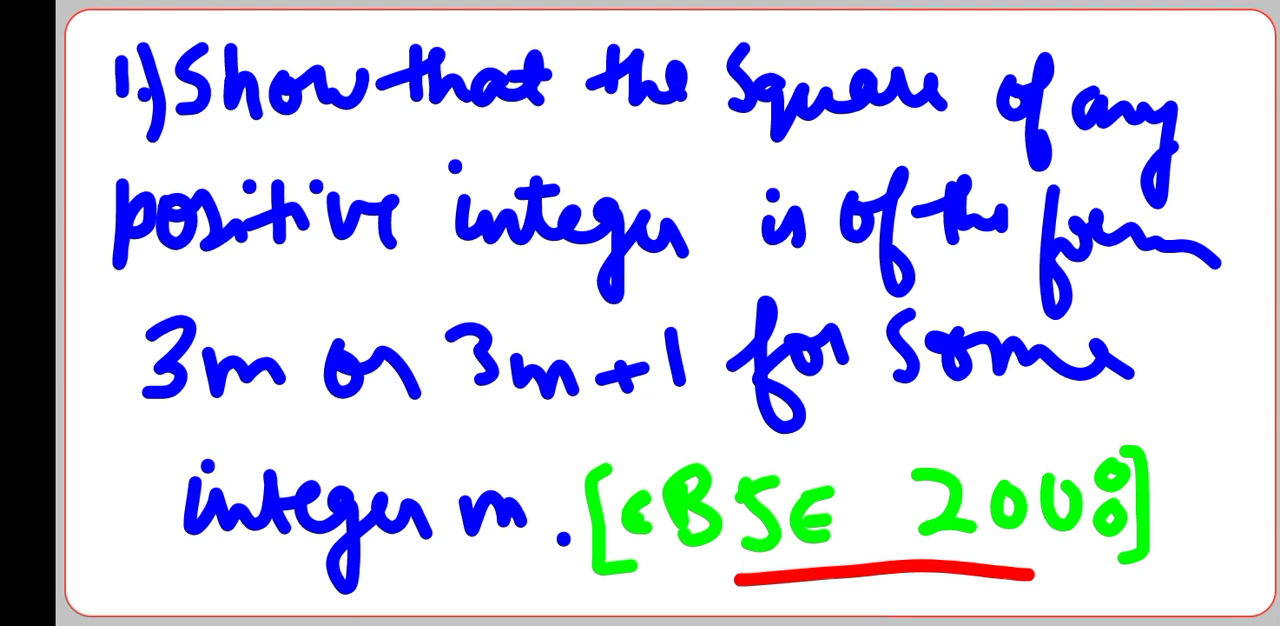 1.) Show that the Square of any
positive integer is of the form
3m or 3m+1 for some
integer m. [CBSE 2008]